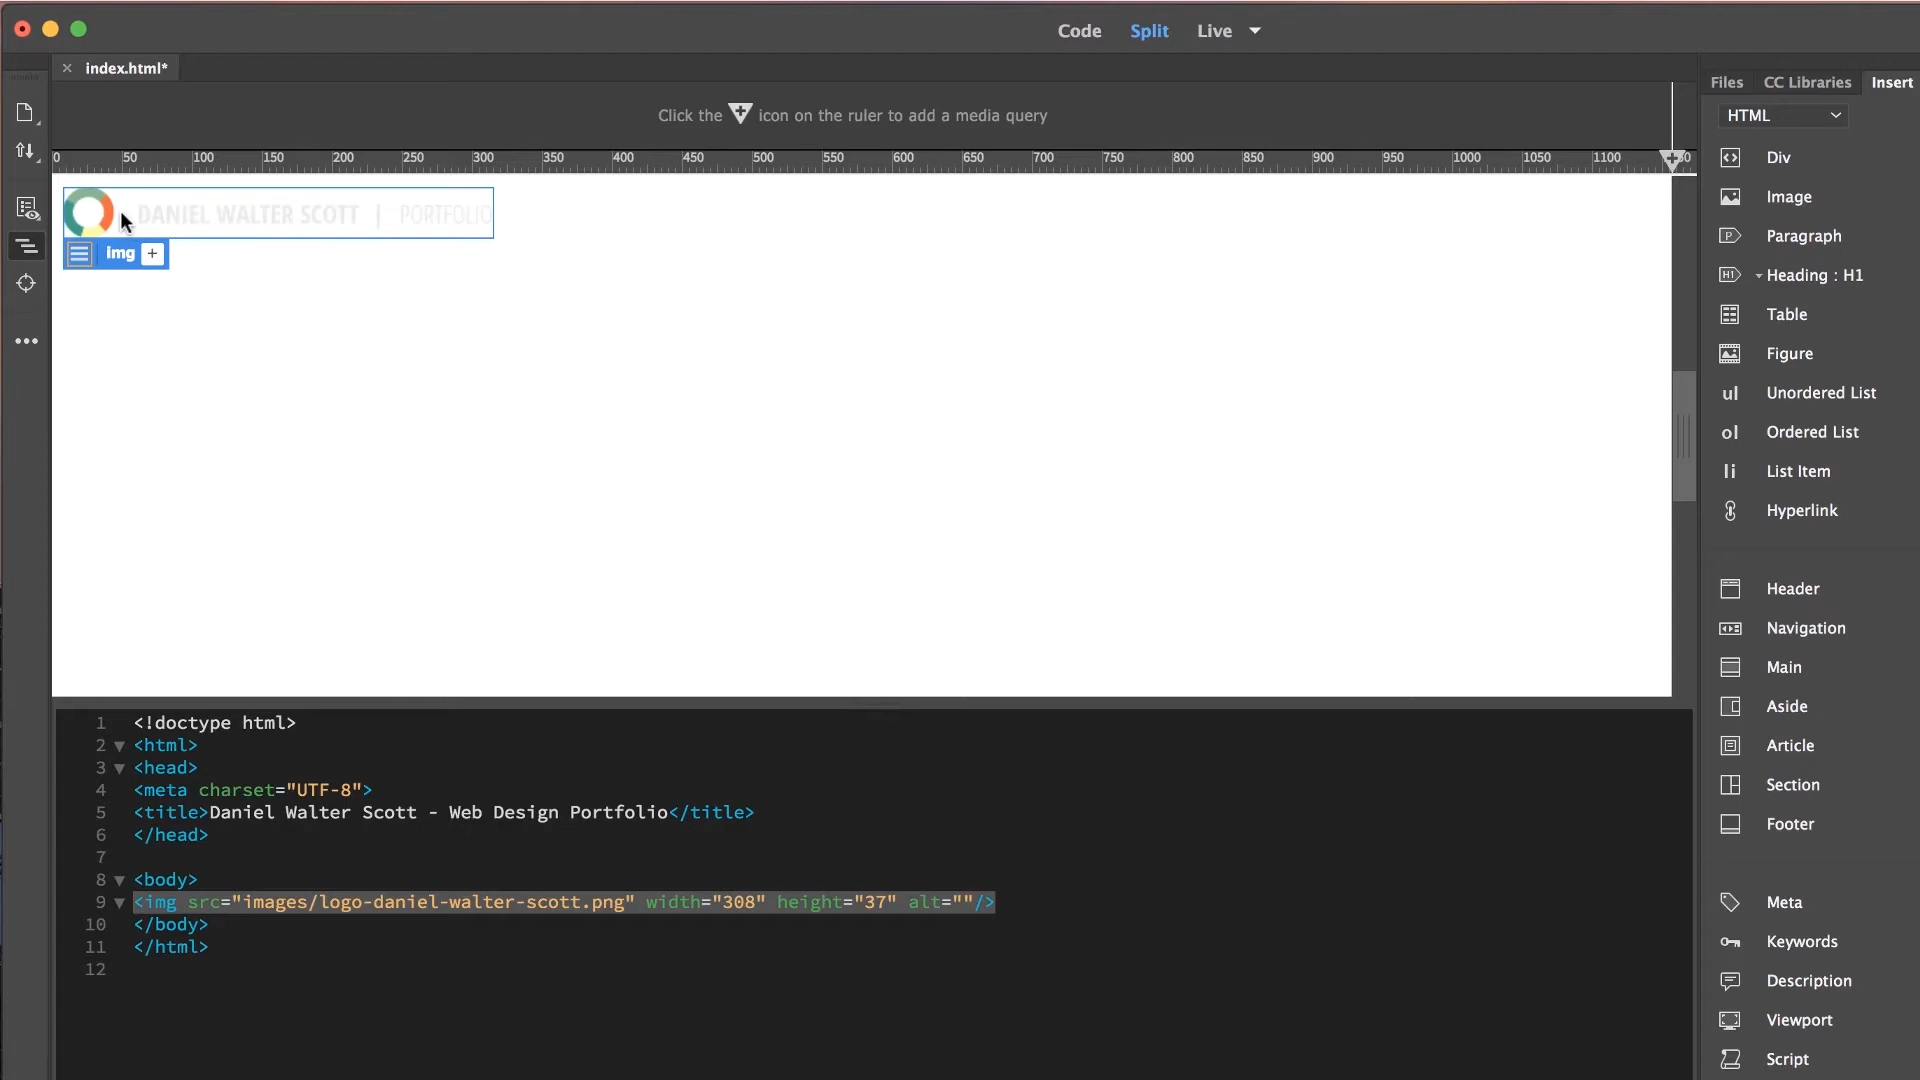 Code Split Live
index.html*
Files CC Libraries Insert
Click the icon on the ruler to add a media query
HTML
0 50 100 150 200 250 300 350 400 450 500 550 600 650 700 750 800 850 900 950 1000 1050 1100
DANIEL WALTER SCOTT | PORTFOLIO
img +
Div
Image
P Paragraph
H1 Heading : H1
Table
Figure
ul Unordered List
ol Ordered List
li List Item
Hyperlink
Header
Navigation
Main
Aside
Article
Section
Footer
Meta
Keywords
Description
Viewport
Script
1 <!doctype html>
2 <html>
3 <head>
4 <meta charset="UTF-8">
5 <title>Daniel Walter Scott - Web Design Portfolio</title>
6 </head>
7
8 <body>
9 <img src="images/logo-daniel-walter-scott.png" width="308" height="37" alt=""/>
10 </body>
11 </html>
12